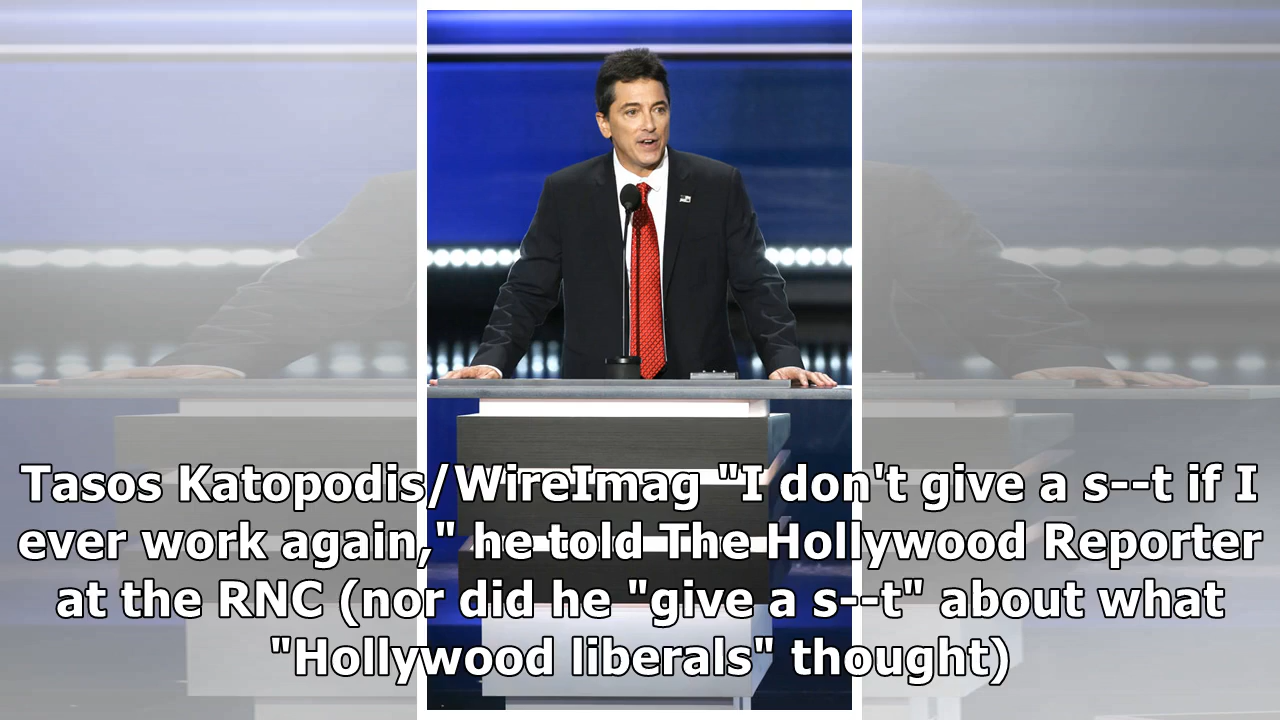 Tasos Katopodis/WireImag "I don't give a s--t if I
ever work again," he told The Hollywood Reporter
at the RNC (nor did he "give a s--t" about what
"Hollywood liberals" thought)